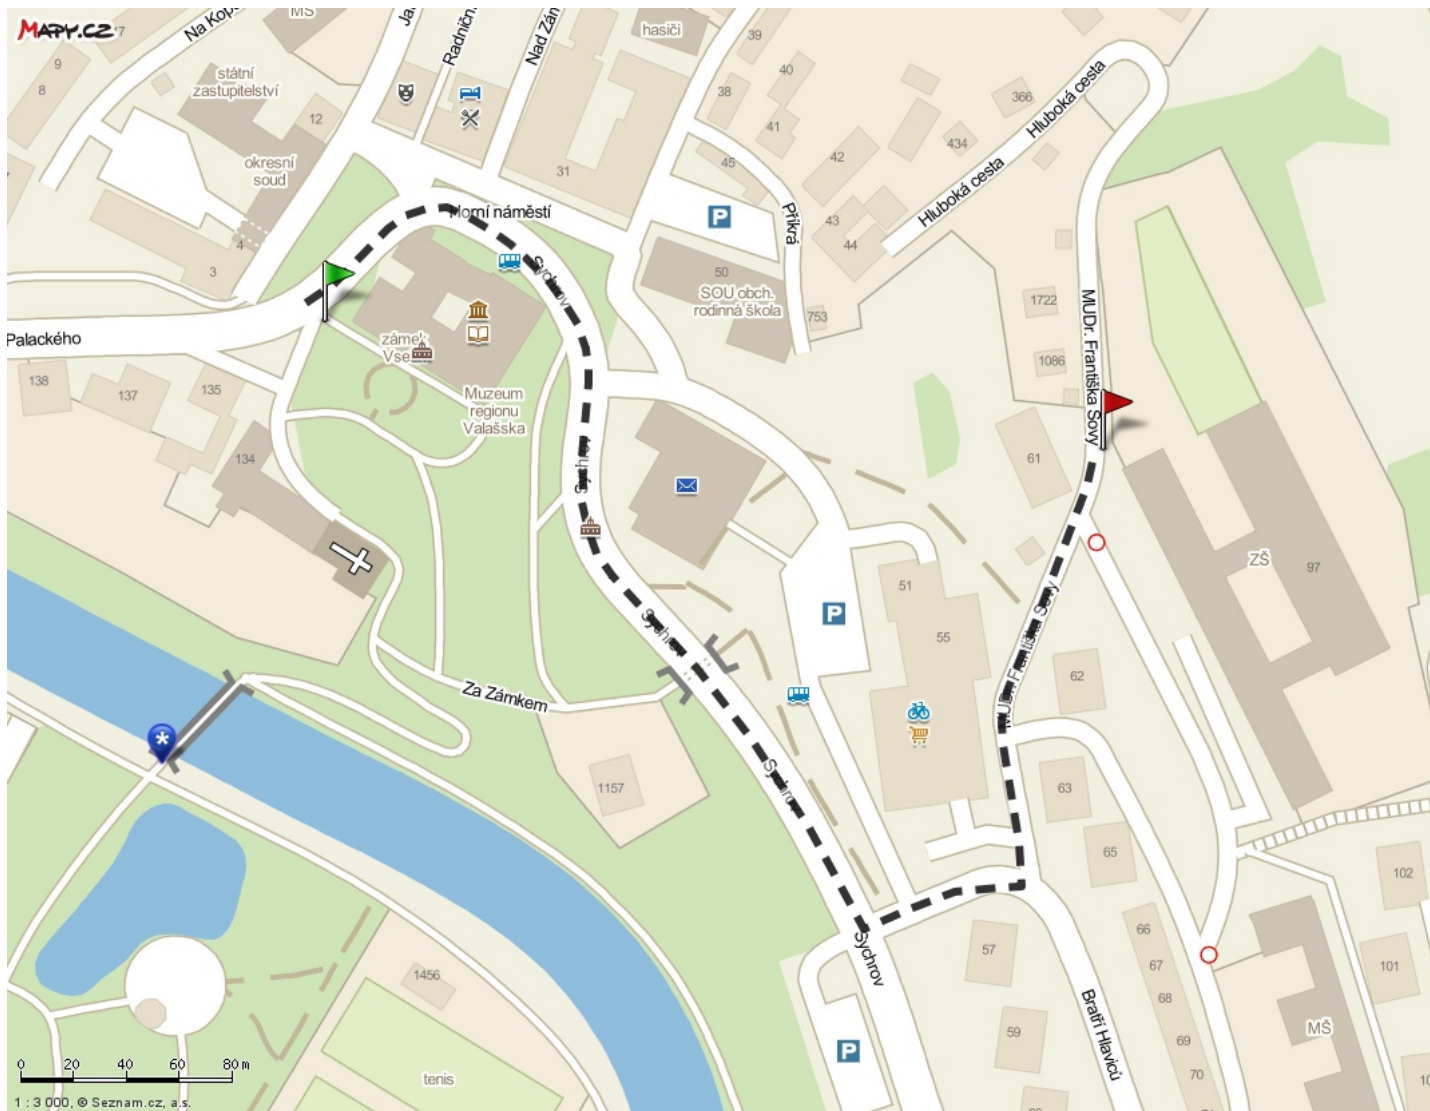 MAPY.CZ
Na Kopa
MŠ
Radniční
Nad Zám
hasiči
39
40
38
41
42
45
43
44
366
434
Hluboká cesta
Hluboká cesta
9
8
státní
zastupitelství
12
okresní
soud
4
3
31
Horní náměstí
Sychrov
Příkrá
50
SOU obch.
rodinná škola
753
1722
1086
MUDr. Františka Sovy
Palackého
138
137
135
134
zámek
Muzeum
regionu
Valašska
Sychrov
61
51
55
ZŠ
97
62
MUDr. Františka Sovy
Sychrov
Za Zámkem
1157
Sychrov
63
65
102
101
66
67
68
69
70
57
59
Sychrov
Bratří Hlaviců
MŠ
1456
tenis
P
P
P
0 20 40 60 80 m
1 : 3 000, © Seznam.cz, a.s.